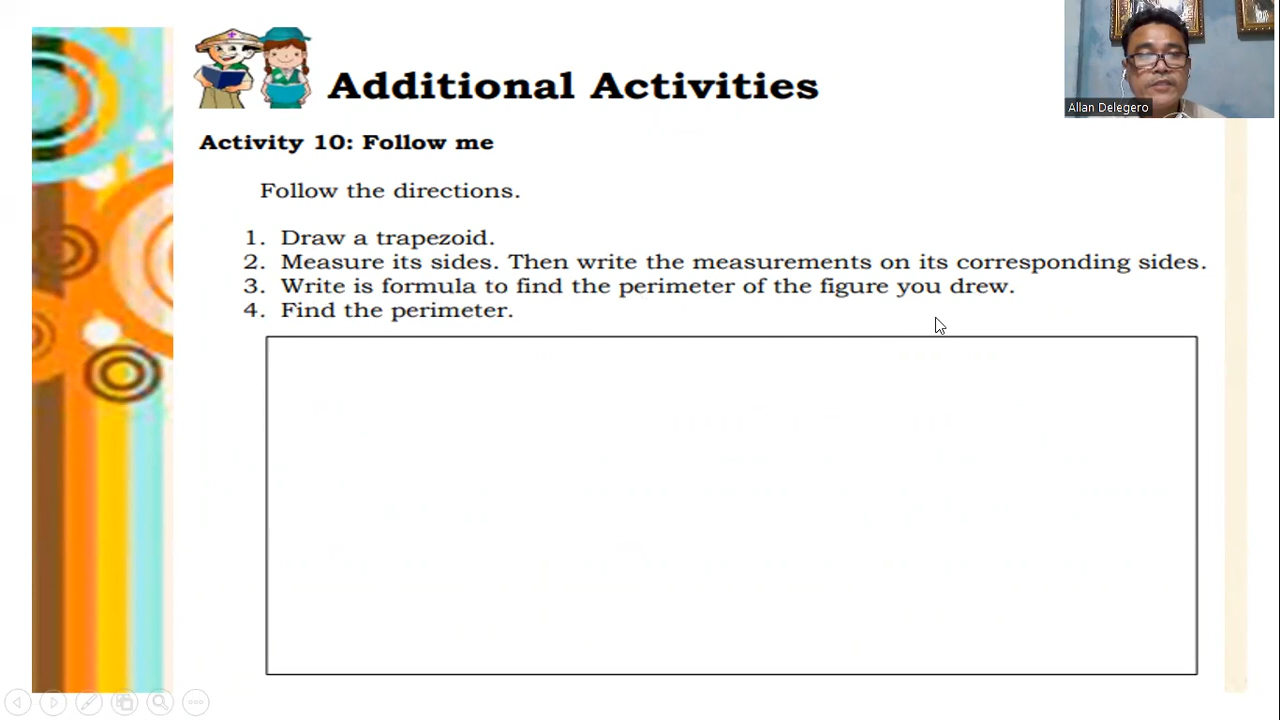 Additional Activities
Allan Delegero
Activity 10: Follow me
Follow the directions.
1. Draw a trapezoid.
2. Measure its sides. Then write the measurements on its corresponding sides.
3. Write is formula to find the perimeter of the figure you drew.
4. Find the perimeter.